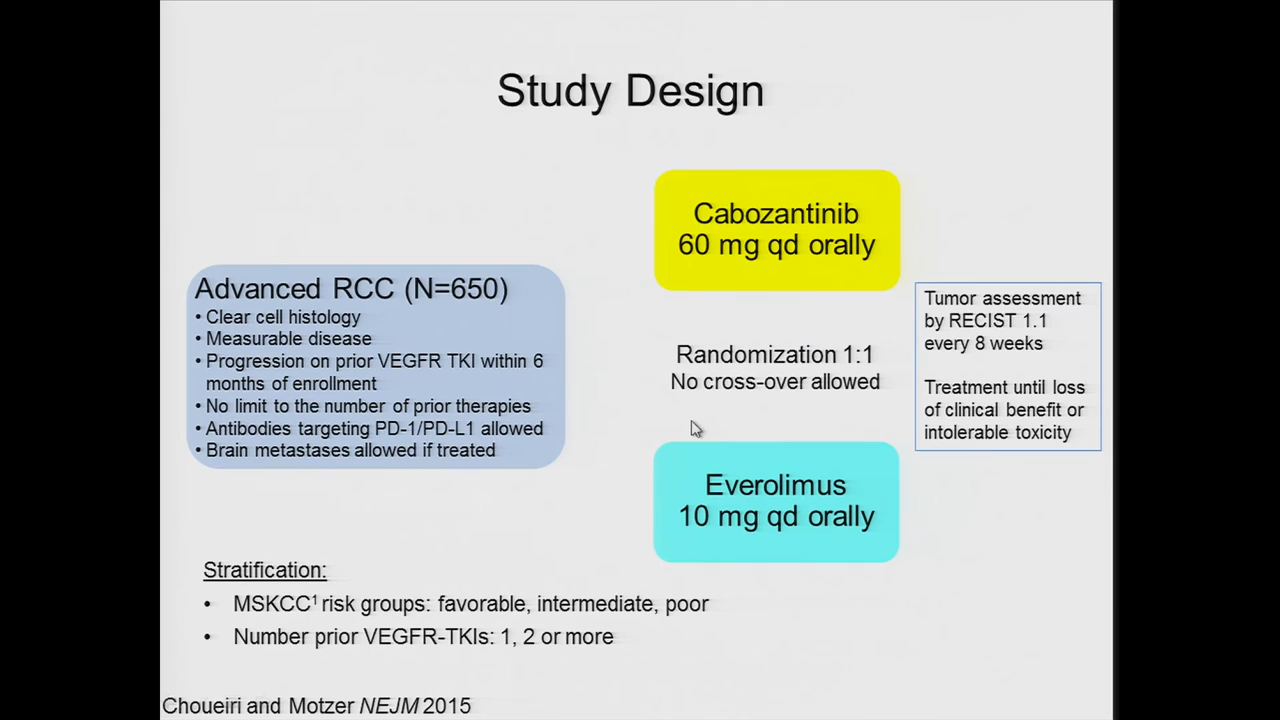 Study Design
Cabozantinib
60 mg qd orally
Advanced RCC (N=650)
• Clear cell histology
• Measurable disease
• Progression on prior VEGFR TKI within 6
months of enrollment
• No limit to the number of prior therapies
• Antibodies targeting PD-1/PD-L1 allowed
• Brain metastases allowed if treated
Randomization 1:1
No cross-over allowed
Tumor assessment
by RECIST 1.1
every 8 weeks
Treatment until loss
of clinical benefit or
intolerable toxicity
Everolimus
10 mg qd orally
Stratification:
• MSKCC¹ risk groups: favorable, intermediate, poor
• Number prior VEGFR-TKIs: 1, 2 or more
Choueiri and Motzer NEJM 2015